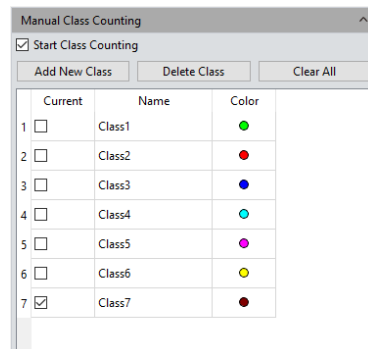 Manual Class Counting
Start Class Counting
Add New Class Delete Class Clear All
Current Name Color
1 Class1
2 Class2
3 Class3
4 Class4
5 Class5
6 Class6
7 Class7